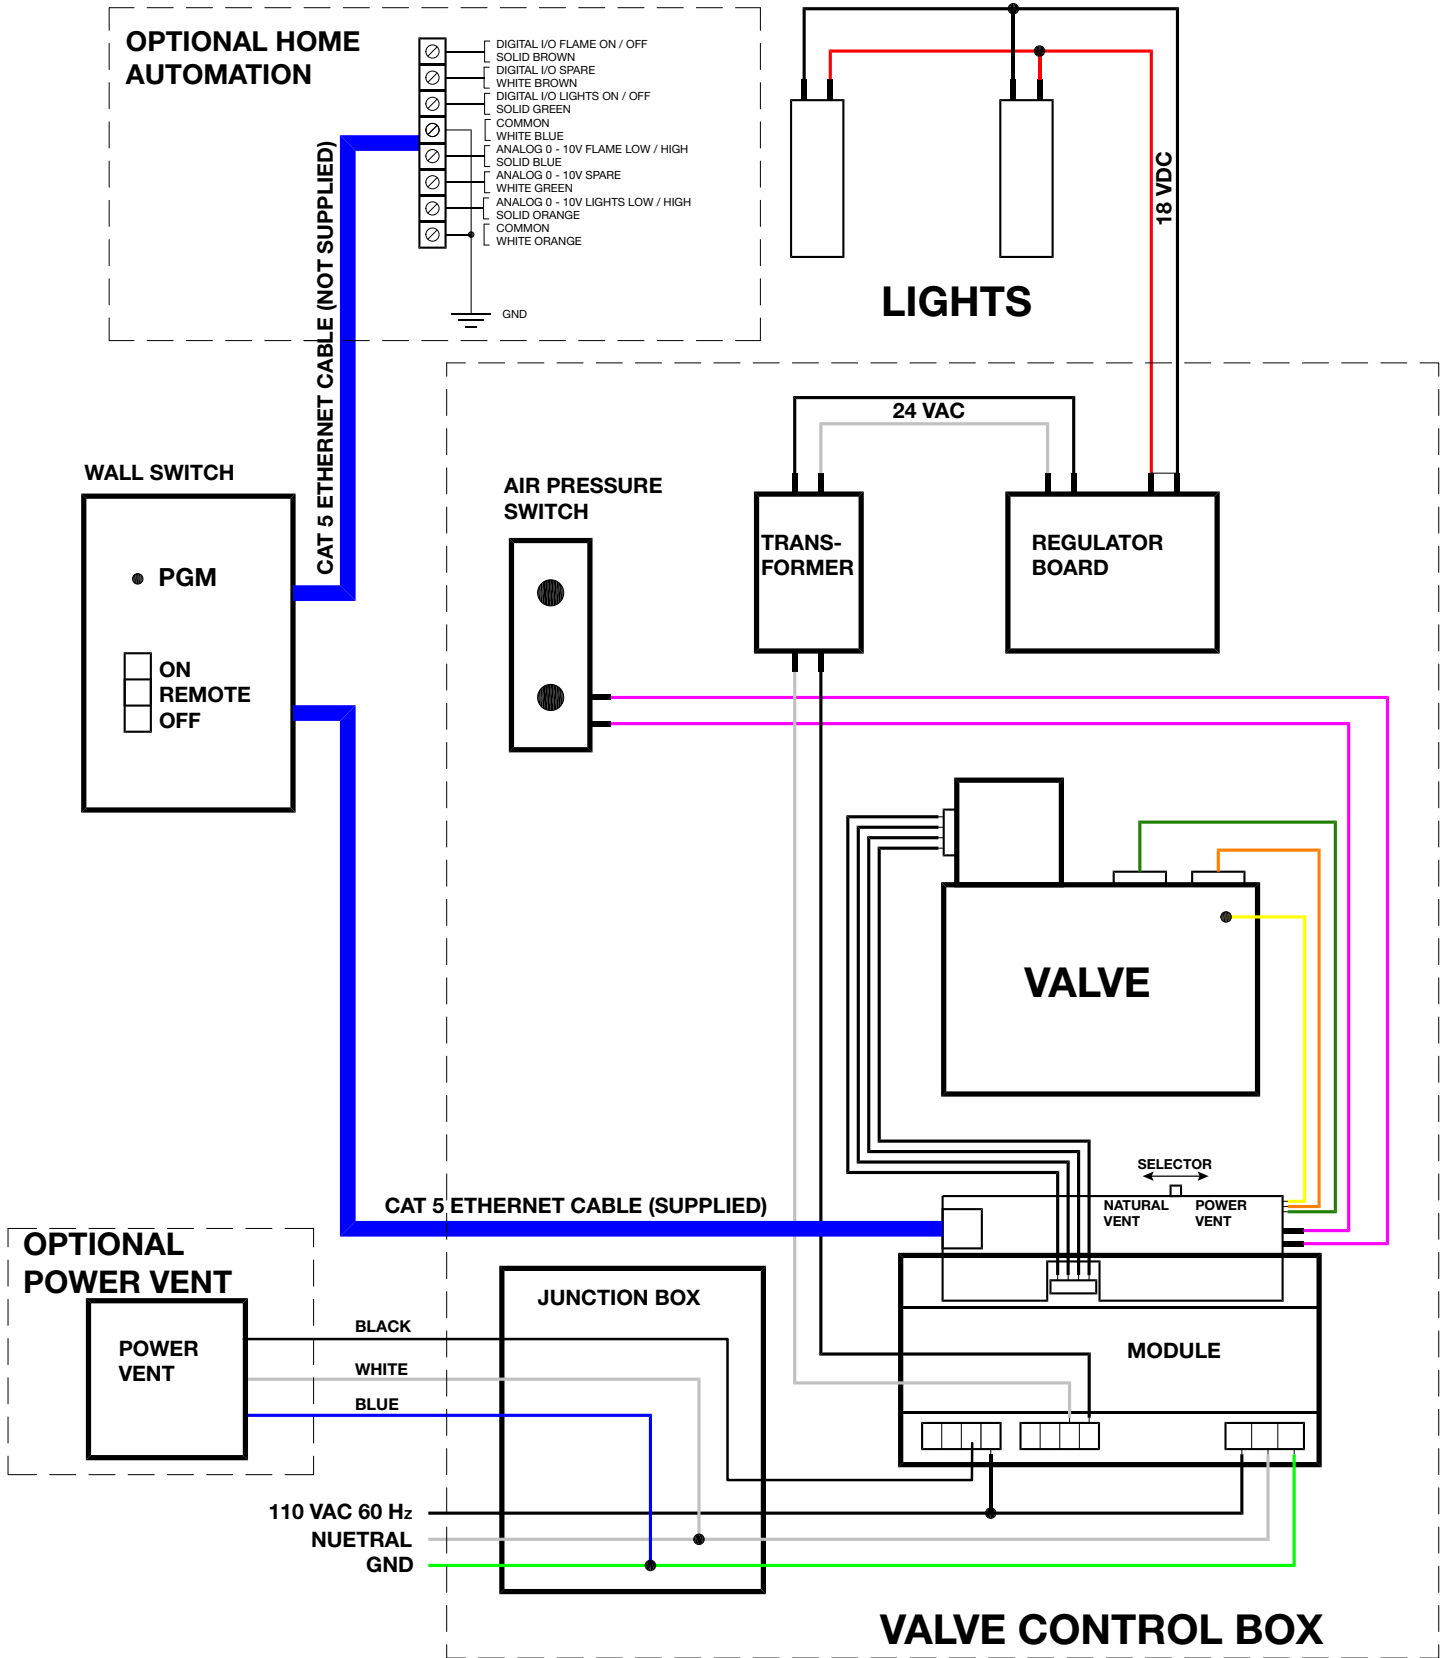 OPTIONAL HOME
AUTOMATION
DIGITAL I/O FLAME ON / OFF
SOLID BROWN
DIGITAL I/O SPARE
WHITE BROWN
DIGITAL I/O LIGHTS ON / OFF
SOLID GREEN
COMMON
WHITE BLUE
ANALOG 0 - 10V FLAME LOW / HIGH
SOLID BLUE
ANALOG 0 - 10V SPARE
WHITE GREEN
ANALOG 0 - 10V LIGHTS LOW / HIGH
SOLID ORANGE
COMMON
WHITE ORANGE
GND
CAT 5 ETHERNET CABLE (NOT SUPPLIED)
18 VDC
LIGHTS
24 VAC
WALL SWITCH
PGM
ON
REMOTE
OFF
AIR PRESSURE
SWITCH
TRANS-
FORMER
REGULATOR
BOARD
VALVE
SELECTOR
NATURAL
VENT
POWER
VENT
CAT 5 ETHERNET CABLE (SUPPLIED)
OPTIONAL
POWER VENT
POWER
VENT
BLACK
WHITE
BLUE
JUNCTION BOX
MODULE
110 VAC 60 Hz
NUETRAL
GND
VALVE CONTROL BOX